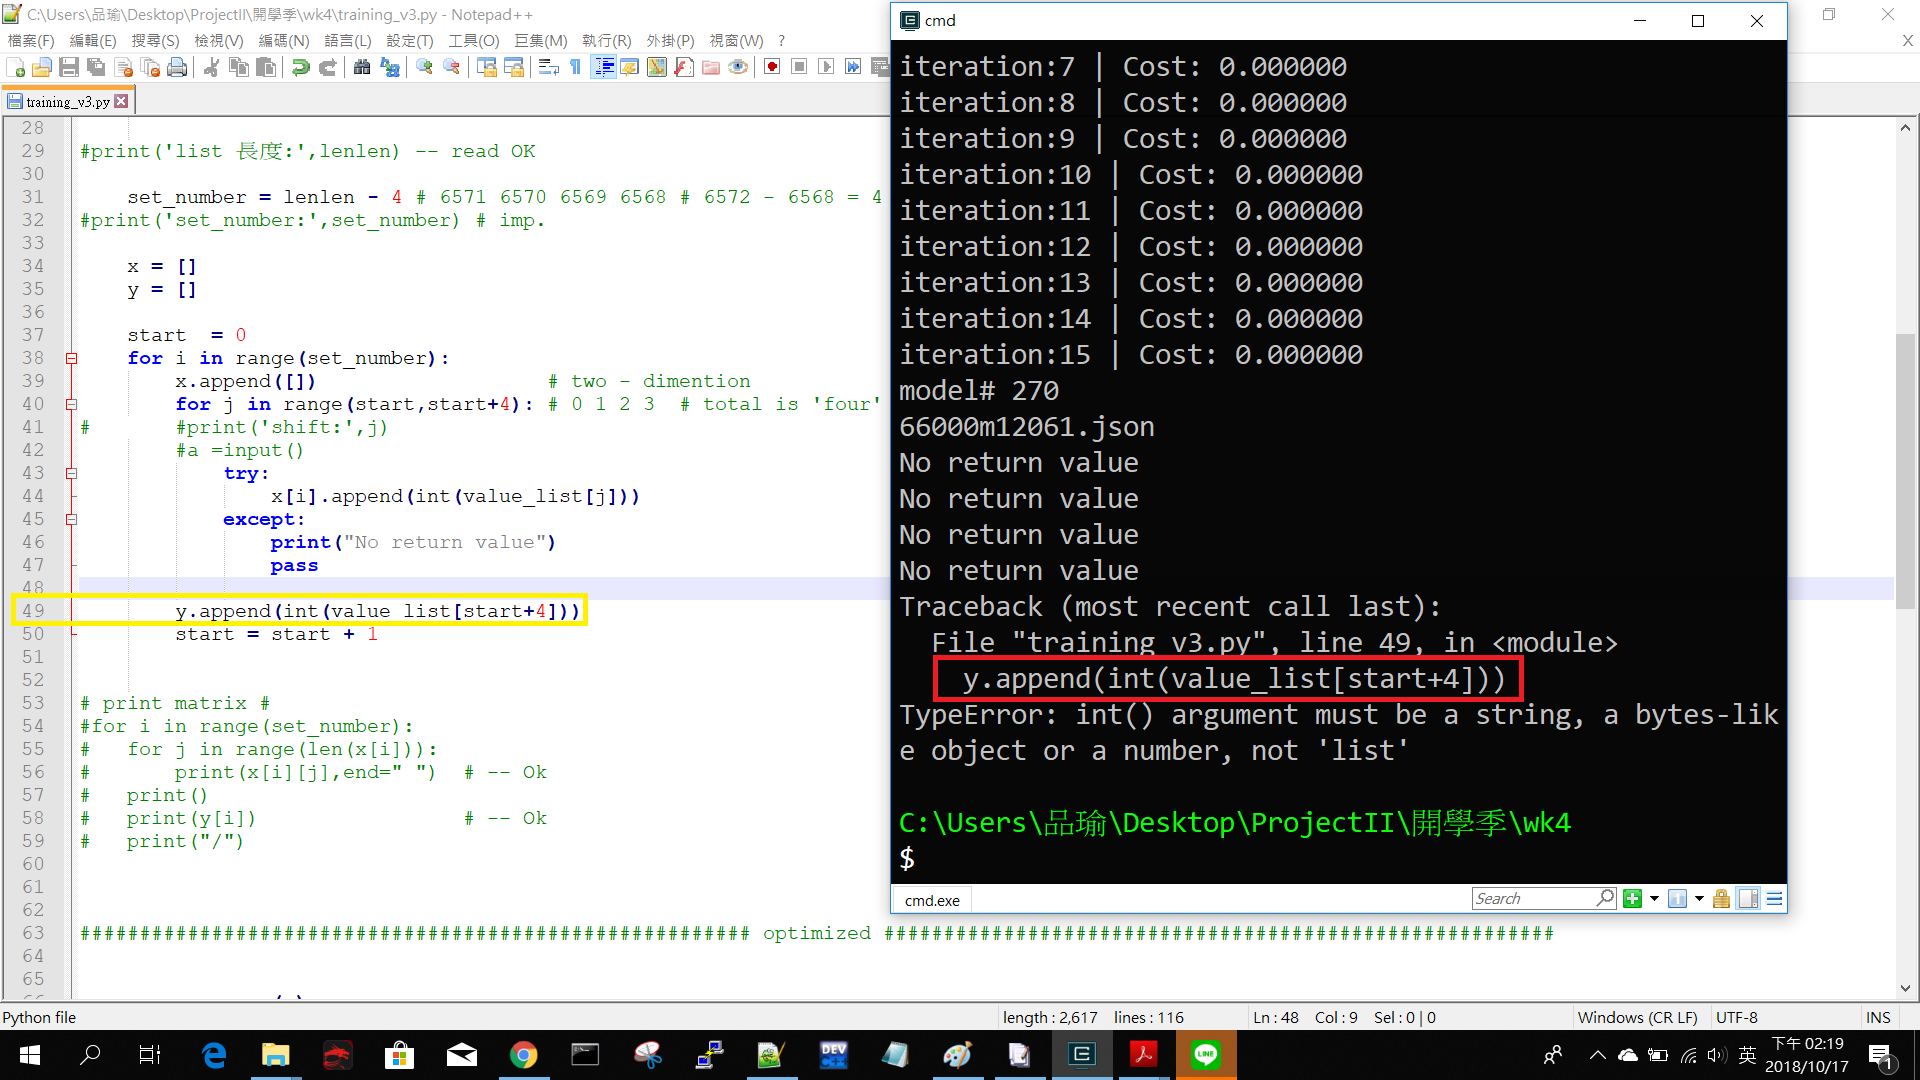 C:\Users\品瑜\Desktop\ProjectII\開學季\wk4\training_v3.py - Notepad++
檔案(F) 編輯(E) 搜尋(S) 檢視(V) 編碼(N) 語言(L) 設定(T) 工具(O) 巨集(M) 執行(R) 外掛(P) 視窗(W) ? X
training_v3.py
28
29 #print('list 長度:',lenlen) -- read OK
30
31 set_number = lenlen - 4 # 6571 6570 6569 6568 # 6572 - 6568 = 4
32 #print('set_number:',set_number) # imp.
33
34 x = []
35 y = []
36
37 start  = 0
38 for i in range(set_number):
39 x.append([]) # two - dimention
40 for j in range(start,start+4): # 0 1 2 3  # total is 'four'
41 # #print('shift:',j)
42 #a =input()
43 try:
44 x[i].append(int(value_list[j]))
45 except:
46 print("No return value")
47 pass
48
49 y.append(int(value_list[start+4]))
50 start = start + 1
51
52
53 # print matrix #
54 #for i in range(set_number):
55 # for j in range(len(x[i])):
56 # print(x[i][j],end=" ") # -- Ok
57 # print()
58 # print(y[i]) # -- Ok
59 # print("/")
60
61
62
63 ######################################################## optimized ########################################################
64
65
cmd
iteration:7 | Cost: 0.000000
iteration:8 | Cost: 0.000000
iteration:9 | Cost: 0.000000
iteration:10 | Cost: 0.000000
iteration:11 | Cost: 0.000000
iteration:12 | Cost: 0.000000
iteration:13 | Cost: 0.000000
iteration:14 | Cost: 0.000000
iteration:15 | Cost: 0.000000
model# 270
66000m12061.json
No return value
No return value
No return value
No return value
Traceback (most recent call last):
File "training_v3.py", line 49, in <module>
y.append(int(value_list[start+4]))
TypeError: int() argument must be a string, a bytes-lik
e object or a number, not 'list'
C:\Users\品瑜\Desktop\ProjectII\開學季\wk4
$
cmd.exe
Search
Python file length : 2,617 lines : 116 Ln : 48 Col : 9 Sel : 0 | 0 Windows (CR LF) UTF-8 INS
DEV C++
LINE
英
下午 02:19
2018/10/17
1